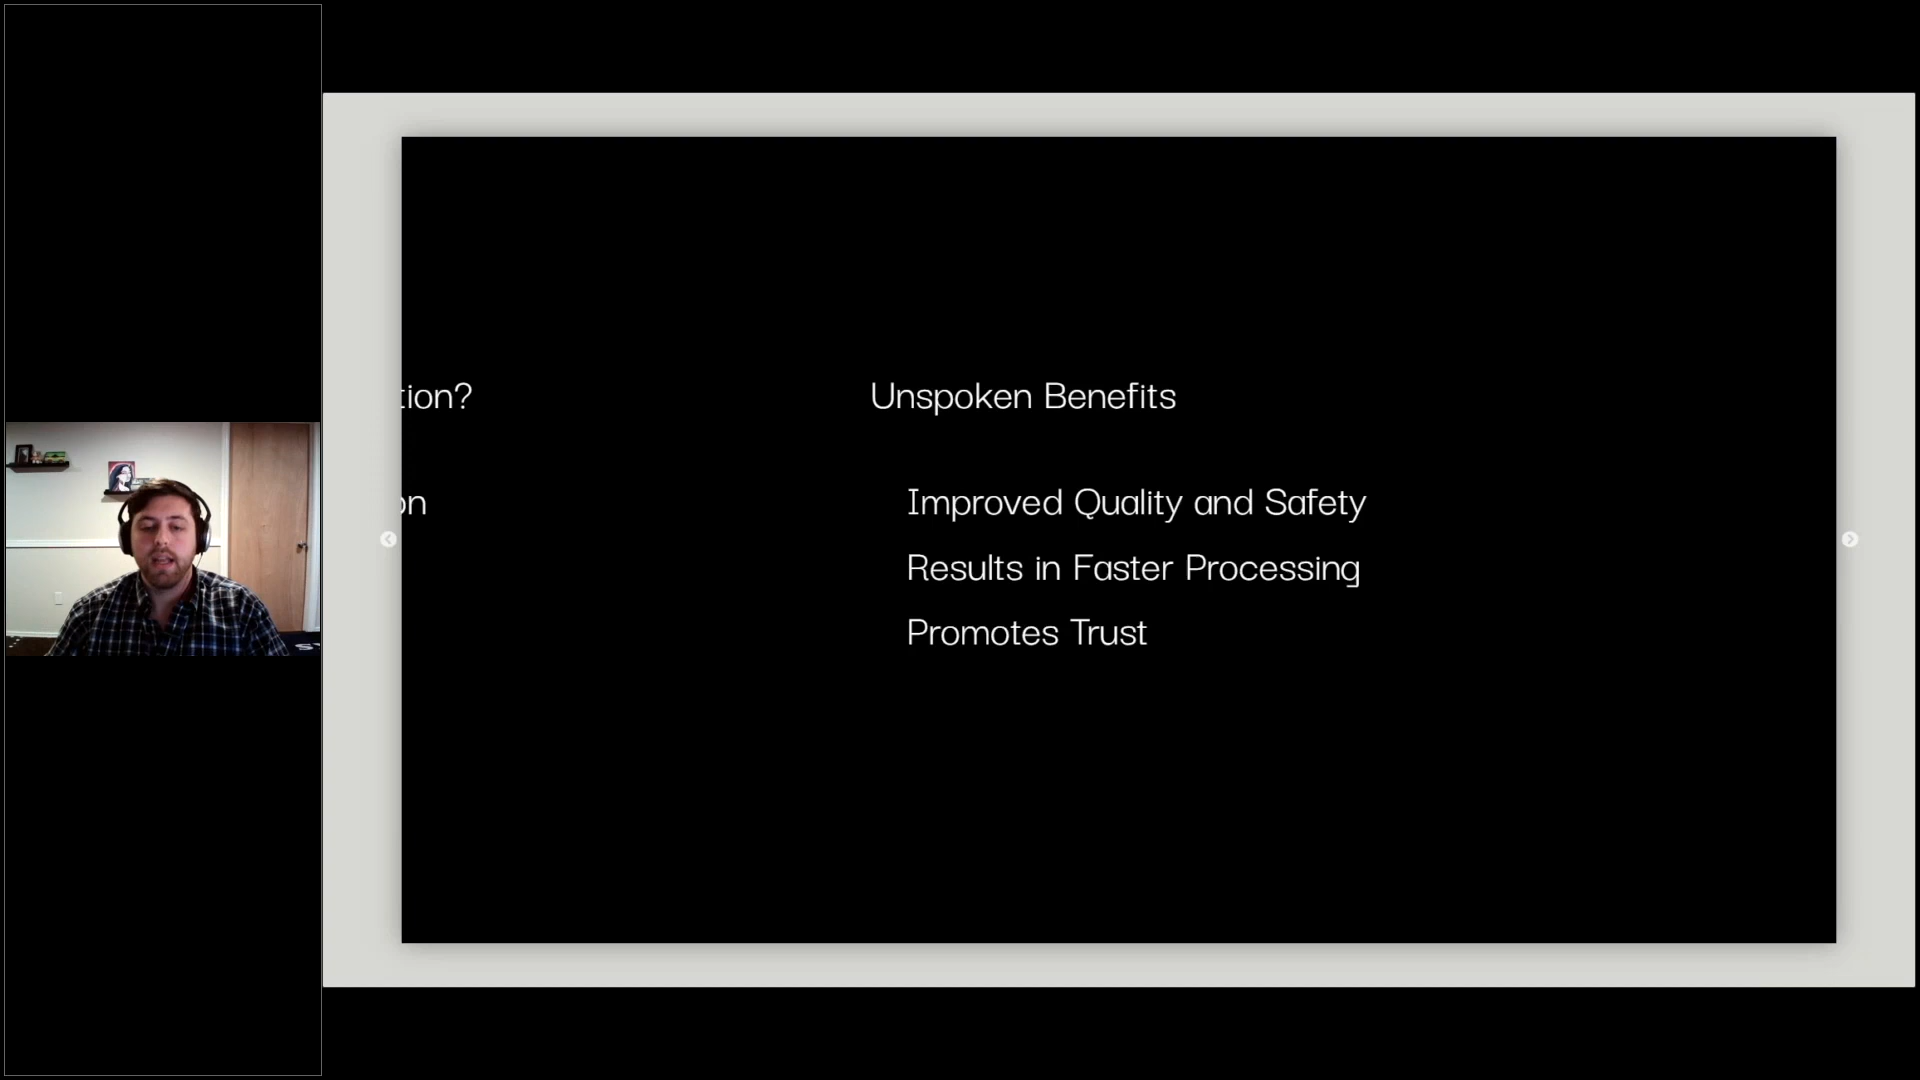 tion?
Unspoken Benefits
on
Improved Quality and Safety
Results in Faster Processing
Promotes Trust